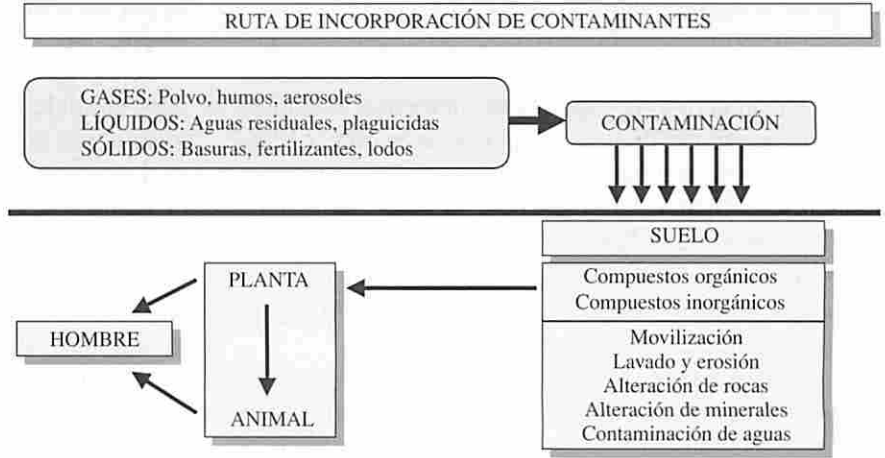 RUTA DE INCORPORACIÓN DE CONTAMINANTES
GASES: Polvo, humos, aerosoles
LÍQUIDOS: Aguas residuales, plaguicidas
SÓLIDOS: Basuras, fertilizantes, lodos
CONTAMINACIÓN
SUELO
Compuestos orgánicos
Compuestos inorgánicos
Movilización
Lavado y erosión
Alteración de rocas
Alteración de minerales
Contaminación de aguas
PLANTA
ANIMAL
HOMBRE